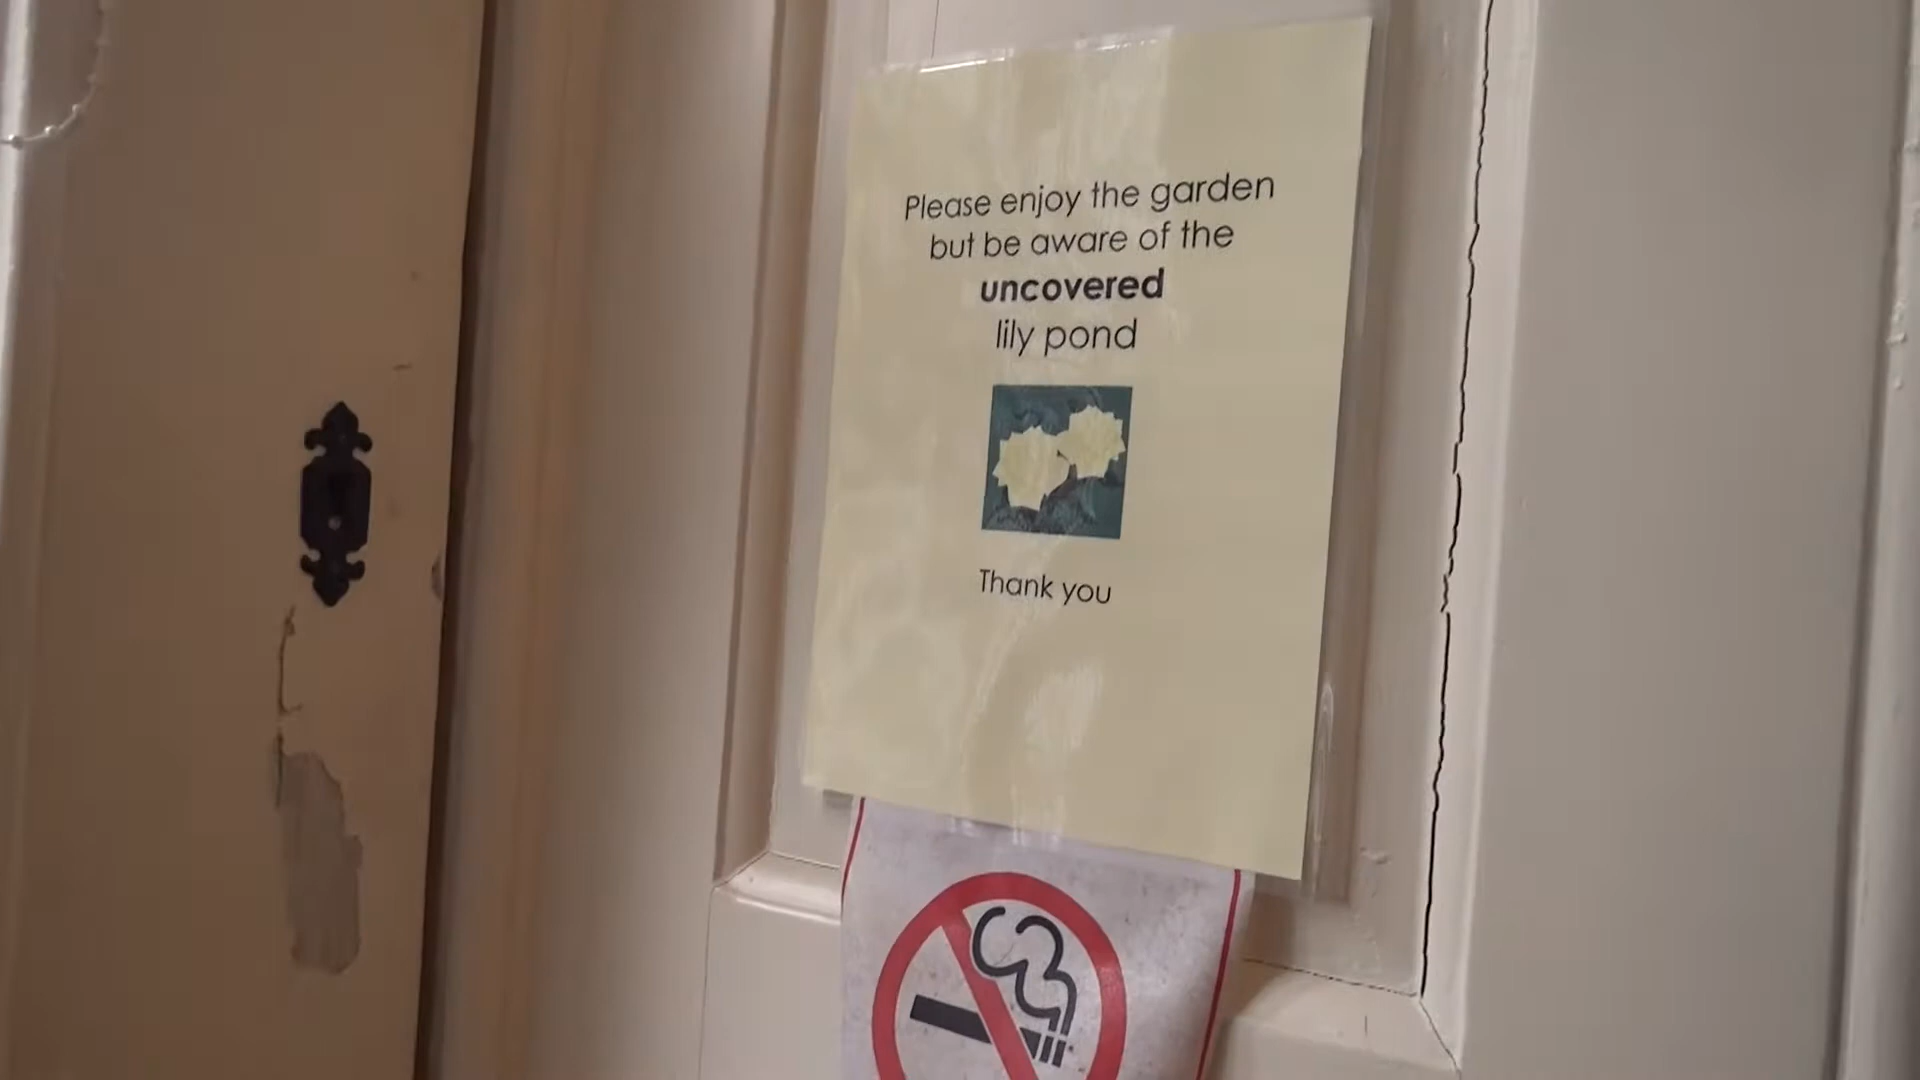 Please enjoy the garden
but be aware of the
uncovered
lily pond
Thank you